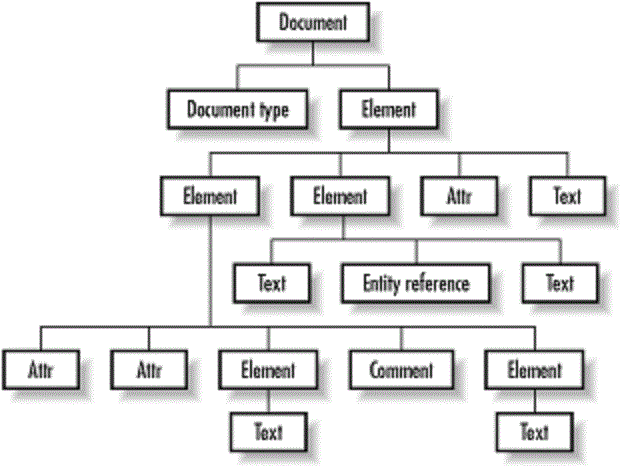 Document
Document type
Element
Element
Element
Attr
Text
Text
Entity reference
Text
Attr
Attr
Element
Comment
Element
Text
Text